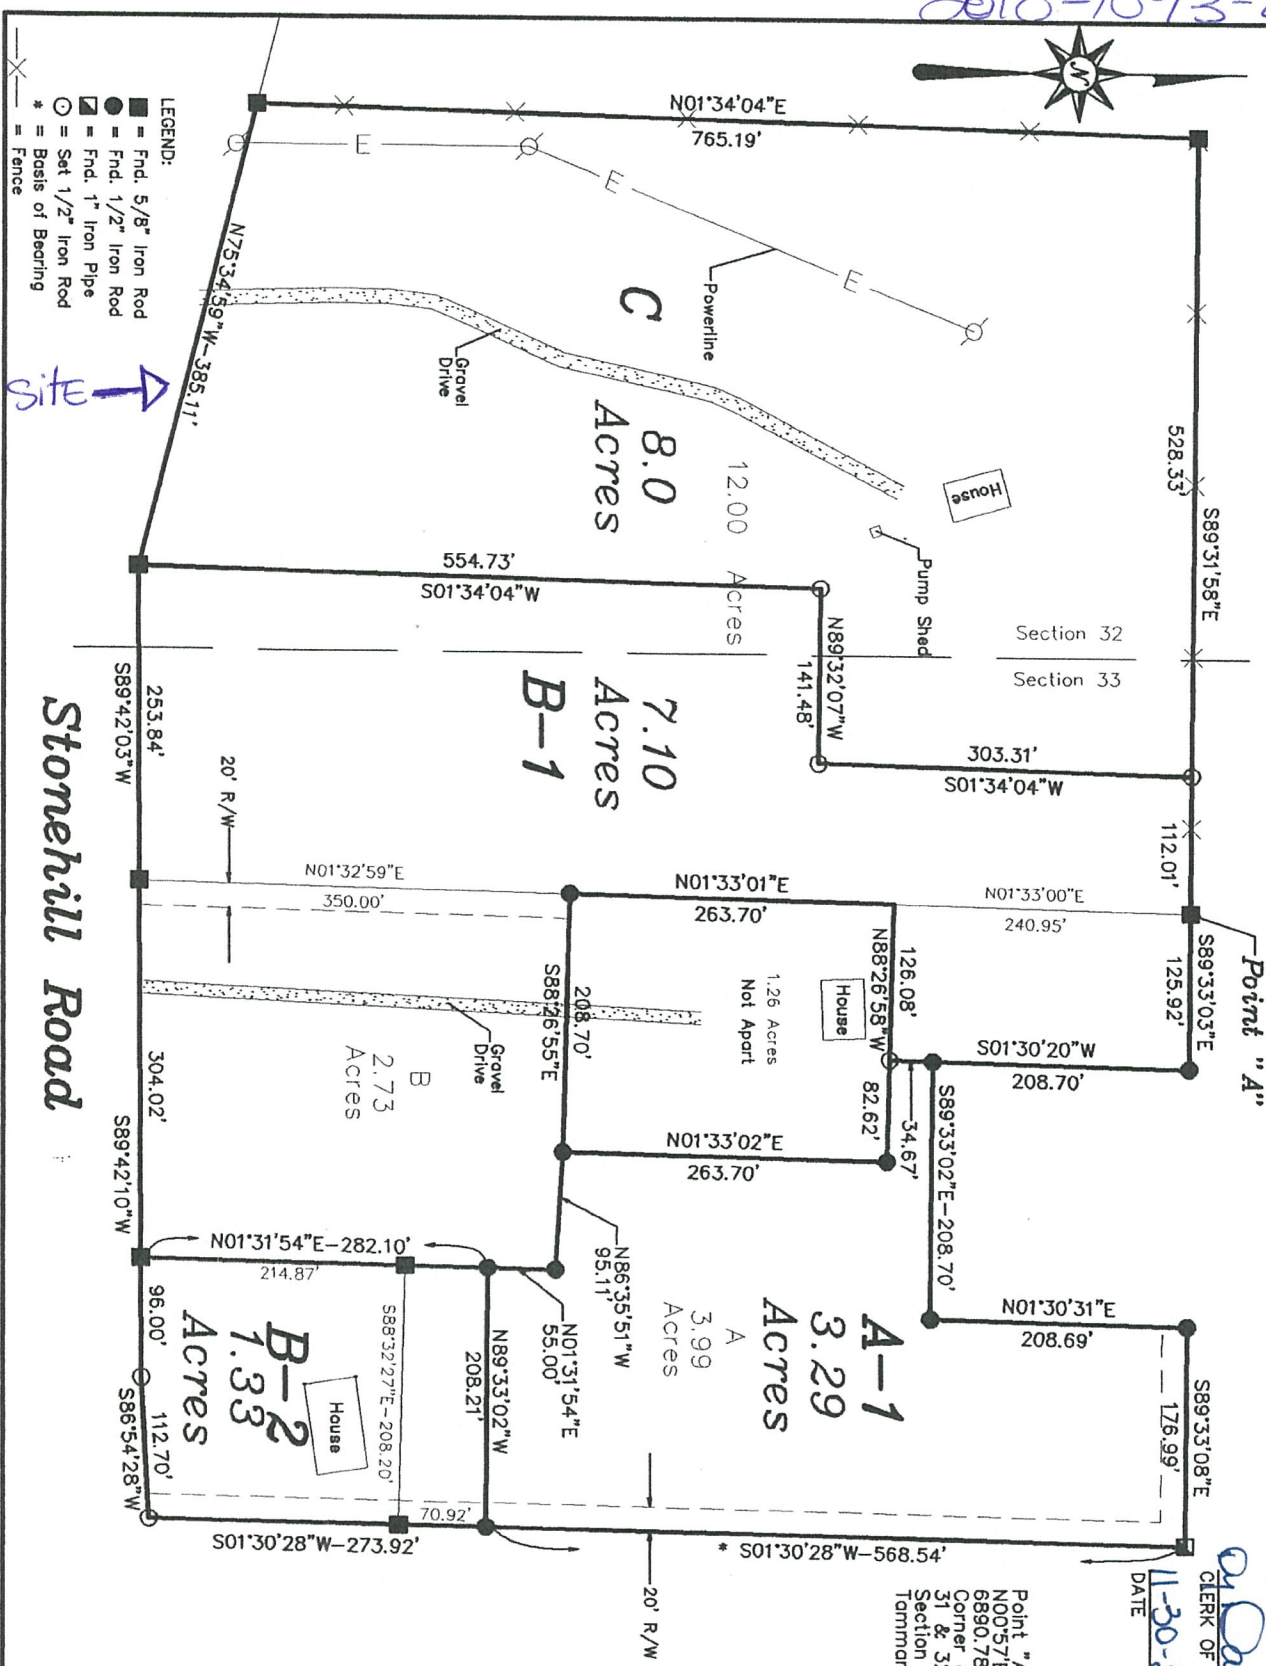 N
N01°34'04"E
765.19'
528.33'
S89°31'58"E
112.01'
Point "A"
S89°33'03"E
125.92'
S01°30'20"W
208.70'
S89°33'02"E-208.70'
N01°30'31"E
208.69'
S89°33'08"E
176.99'
CLERK OF
DATE
Point
31 &
Section
Corner
E
E
E
Powerline
C
8.0
Acres
12.00 Acres
Gravel
Drive
House
Pump Shed
Section 32
Section 33
N75°34'59"W-385.11'
SitE
554.73'
S01°34'04"W
N89°32'07"W
141.48'
303.31'
S01°34'04"W
7.10
Acres
B-1
253.84'
S89°42'03"W
20' R/W
N01°32'59"E
350.00'
N01°33'01"E
263.70'
N01°33'00"E
240.95'
126.08'
N88°26'58"W
82.62'
34.67'
House
1.26 Acres
Not Apart
208.70'
S88°26'55"E
N01°33'02"E
263.70'
Gravel
Drive
B
2.73
Acres
304.02'
S89°42'10"W
N86°35'51"W
95.11'
N01°31'54"E
55.00'
N01°31'54"E-282.10'
214.87'
A
3.99
Acres
A-1
3.29
Acres
N89°33'02"W
208.21'
S88°32'27"E-208.20'
B-2
1.33
Acres
House
96.00'
112.70'
S86°54'28"W
70.92'
S01°30'28"W-273.92'
* S01°30'28"W-568.54'
20' R/W
Stonehill Road
LEGEND:
= Fnd. 5/8" Iron Rod
= Fnd. 1/2" Iron Rod
= Fnd. 1" Iron Pipe
= Set 1/2" Iron Rod
* = Basis of Bearing
= Fence